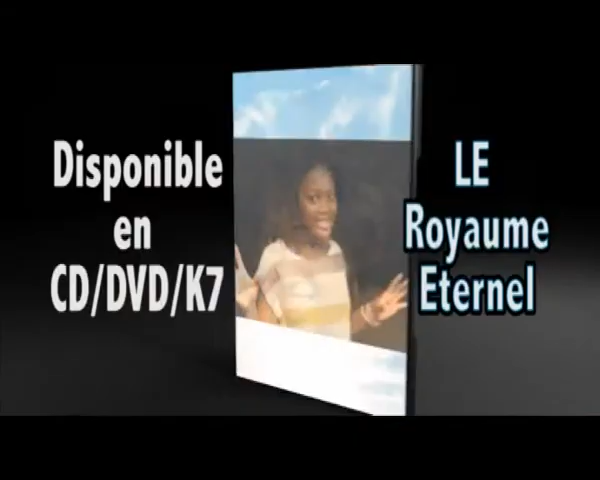 Disponible
en
CD/DVD/K7
LE
Royaume
Eternel